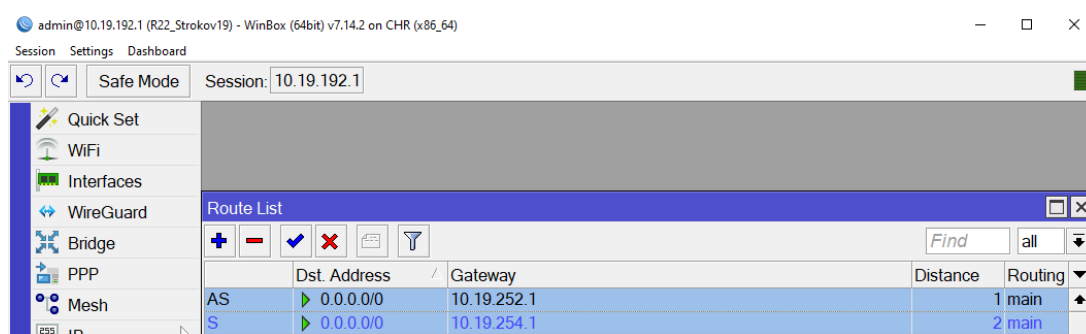 admin@10.19.192.1 (R22_Strokov19) - WinBox (64bit) v7.14.2 on CHR (x86_64)
Session Settings Dashboard
Safe Mode Session: 10.19.192.1
Quick Set
WiFi
Interfaces
WireGuard
Route List
Bridge
Find all
PPP
Dst. Address Gateway Distance Routing
Mesh
AS 0.0.0.0/0 10.19.252.1 1 main
255 IP
S 0.0.0.0/0 10.19.254.1 2 main